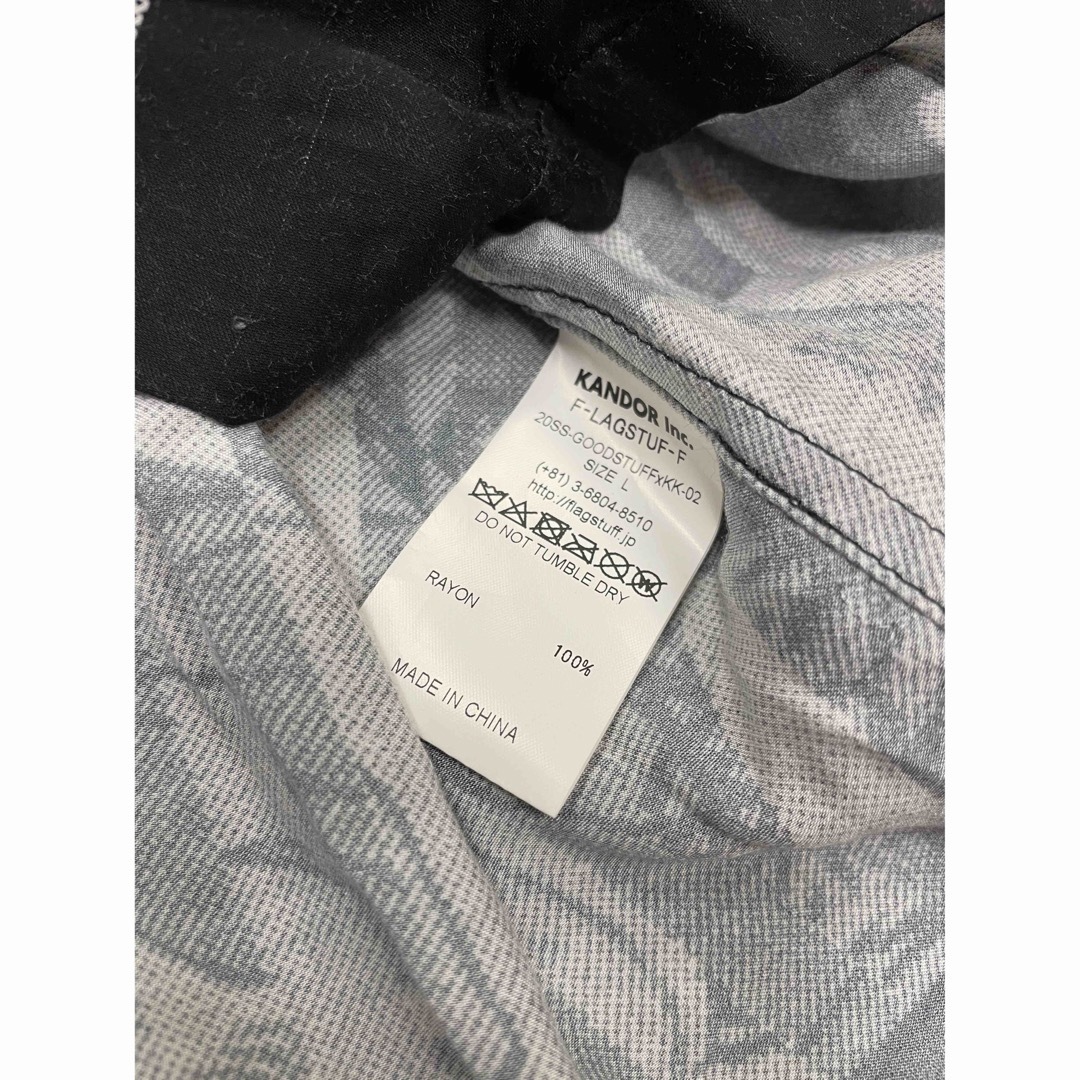 KANDOR Inc.
F-LAGSTUF-F
20SS-GOODSTUFFxKK-02
SIZE L
(+81) 3-6804-8510
http://flagstuff.jp
DO NOT TUMBLE DRY
RAYON 100%
MADE IN CHINA